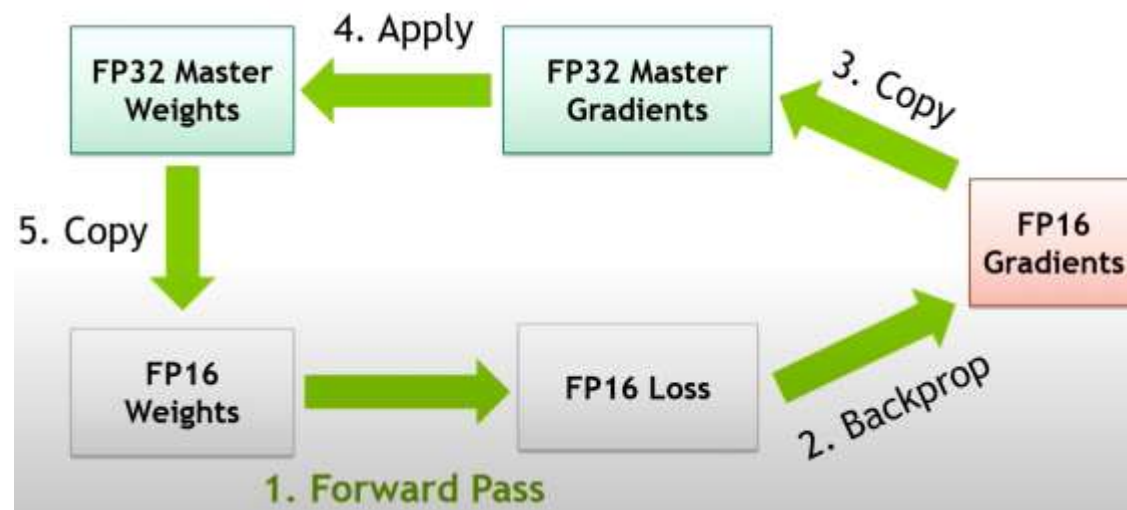 4. Apply
FP32 Master
Weights
FP32 Master
Gradients
3. Copy
5. Copy
FP16
Gradients
FP16
Weights
FP16 Loss
2. Backprop
1. Forward Pass